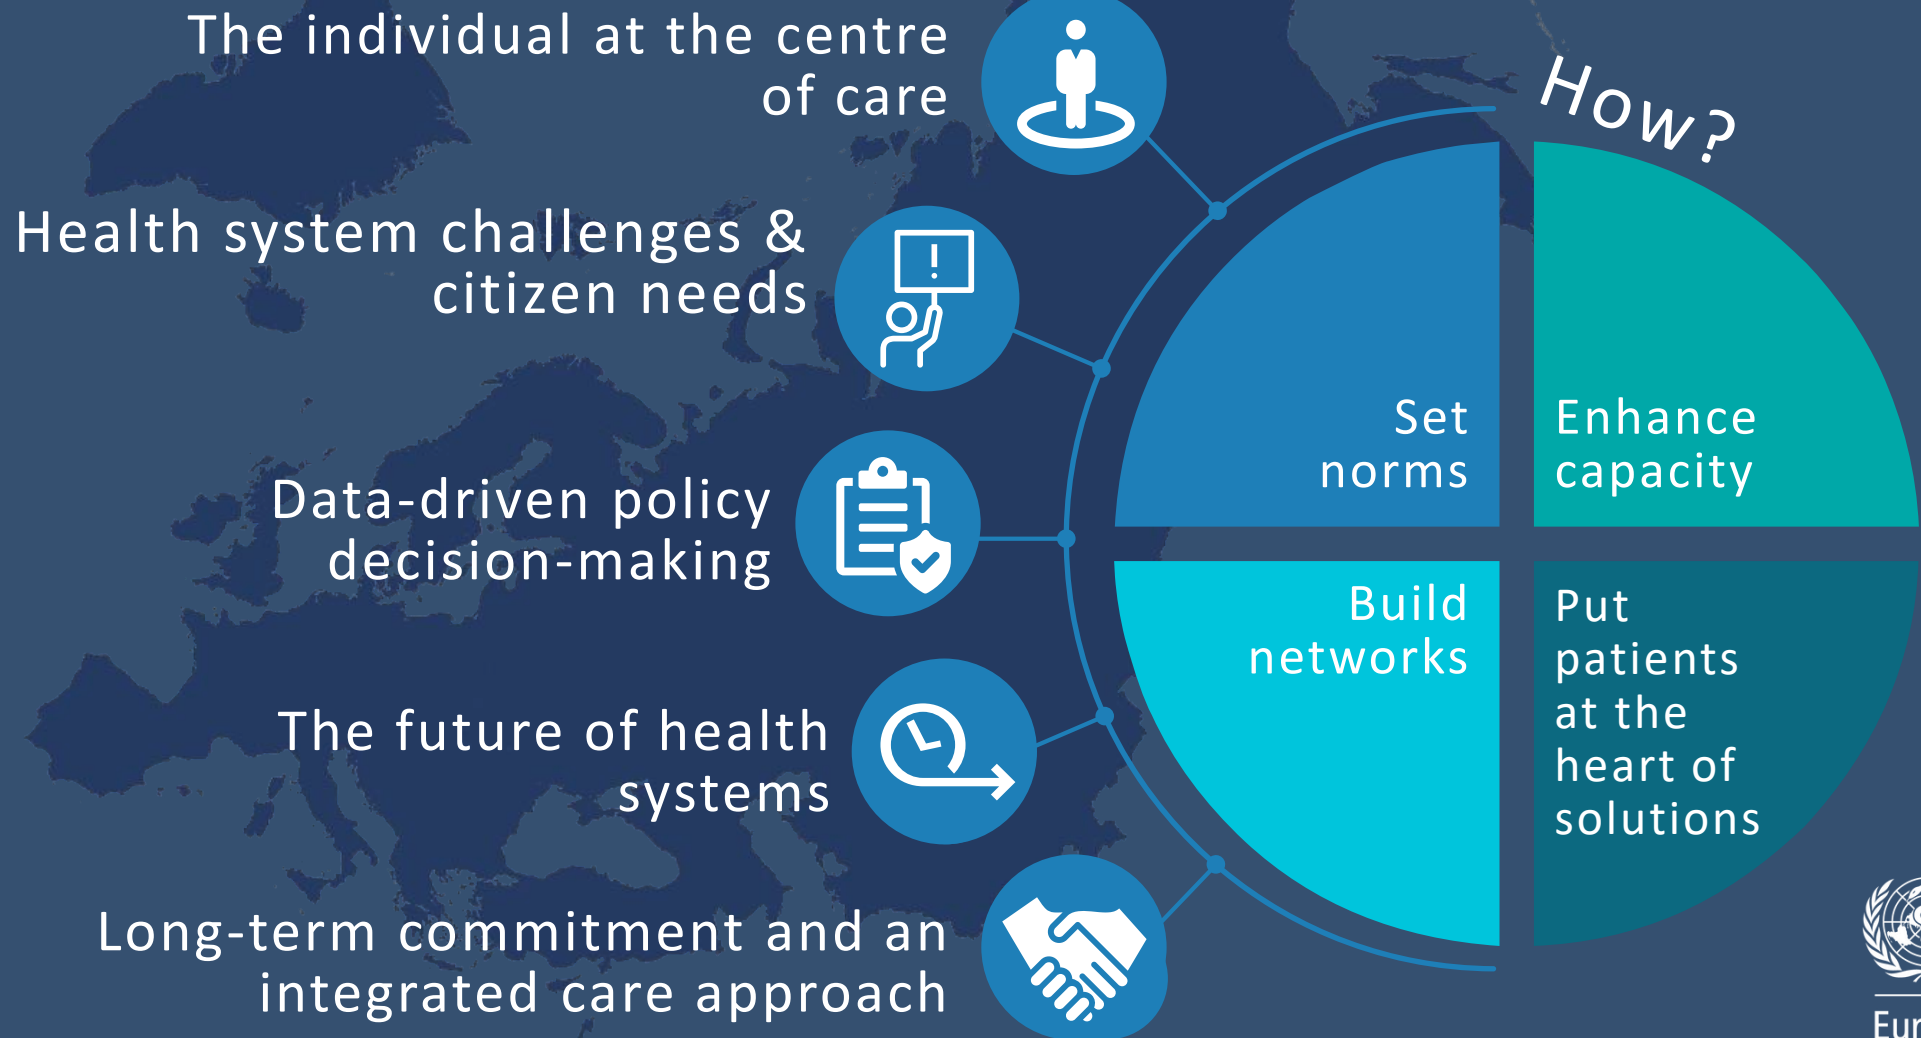 The individual at the centre
of care
Health system challenges &
citizen needs
Data-driven policy
decision-making
The future of health
systems
Long-term commitment and an
integrated care approach
How?
Set
norms
Enhance
capacity
Build
networks
Put
patients
at the
heart of
solutions